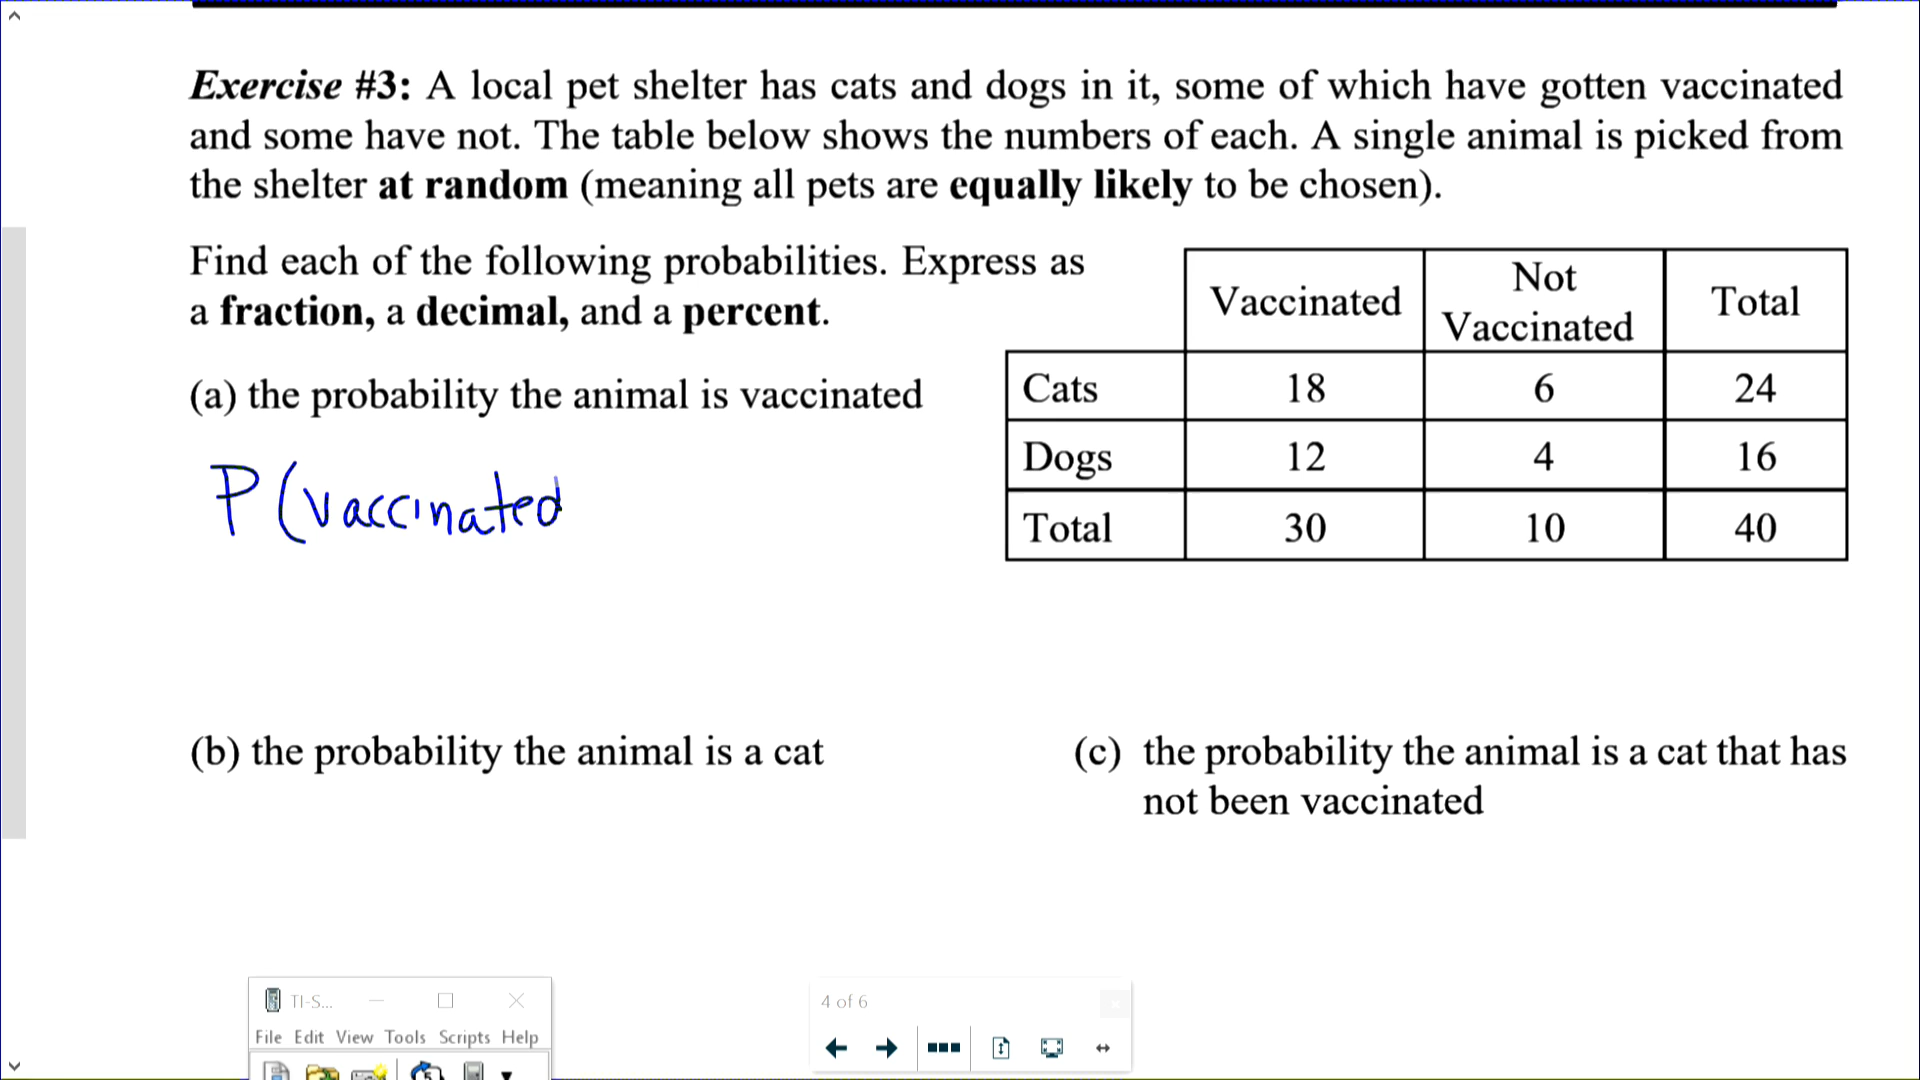 Exercise #3: A local pet shelter has cats and dogs in it, some of which have gotten vaccinated
and some have not. The table below shows the numbers of each. A single animal is picked from
the shelter at random (meaning all pets are equally likely to be chosen).
Find each of the following probabilities. Express as
a fraction, a decimal, and a percent.
(a) the probability the animal is vaccinated
P(vaccinated
Vaccinated Not Vaccinated Total
Cats 18 6 24
Dogs 12 4 16
Total 30 10 40
(b) the probability the animal is a cat
(c) the probability the animal is a cat that has
not been vaccinated
TI-S...
File Edit View Tools Scripts Help
4 of 6